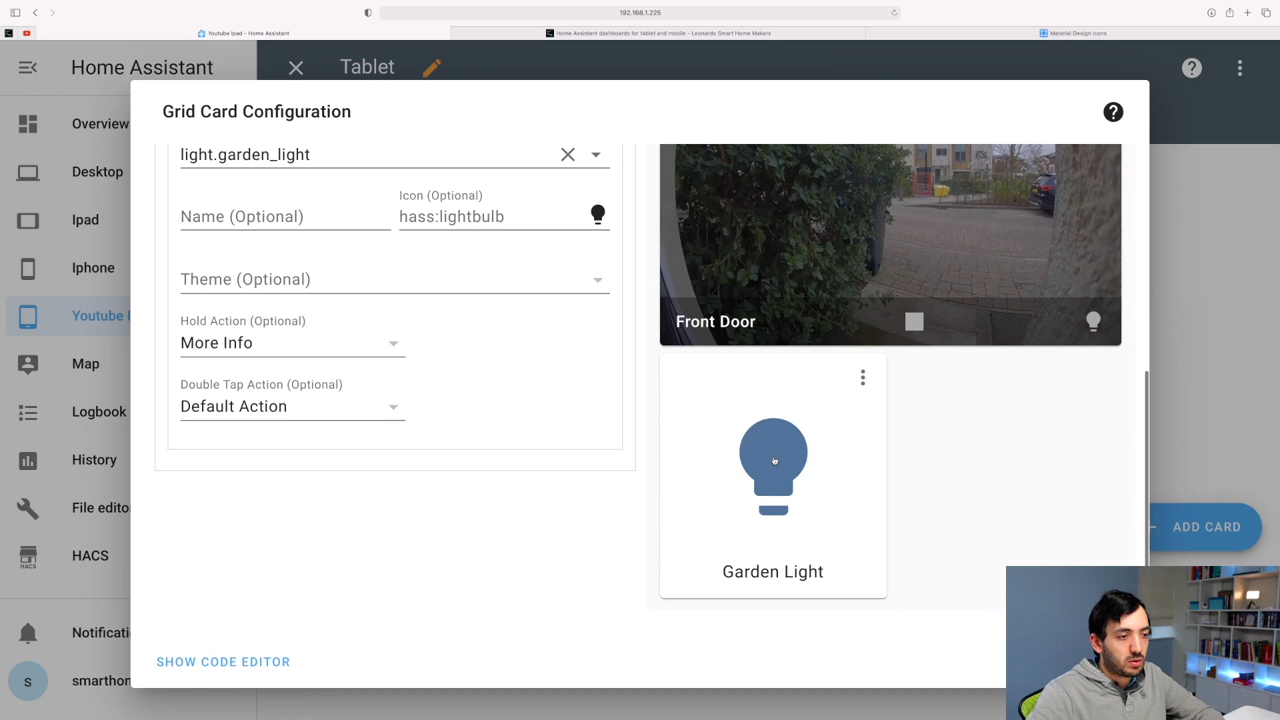 192.168.1.225
Youtube Ipad - Home Assistant
Home Assistant dashboards for tablet and mobile - Leonardo Smart Home Makers
Material Design Icons
Home Assistant
Tablet
Overview
Desktop
Ipad
Iphone
Youtube I
Map
Logbook
History
File edito
HACS
HACS
Notificati
s
smarthon
Grid Card Configuration
light.garden_light
Name (Optional)
Icon (Optional)
hass:lightbulb
Theme (Optional)
Hold Action (Optional)
More Info
Double Tap Action (Optional)
Default Action
Front Door
Garden Light
SHOW CODE EDITOR
ADD CARD